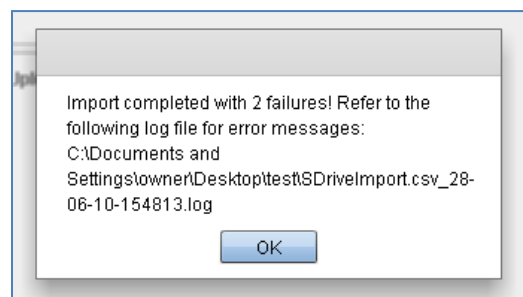 Import completed with 2 failures! Refer to the
following log file for error messages:
C:\Documents and
Settings\owner\Desktop\test\SDriveImport.csv_28-
06-10-154813.log
OK